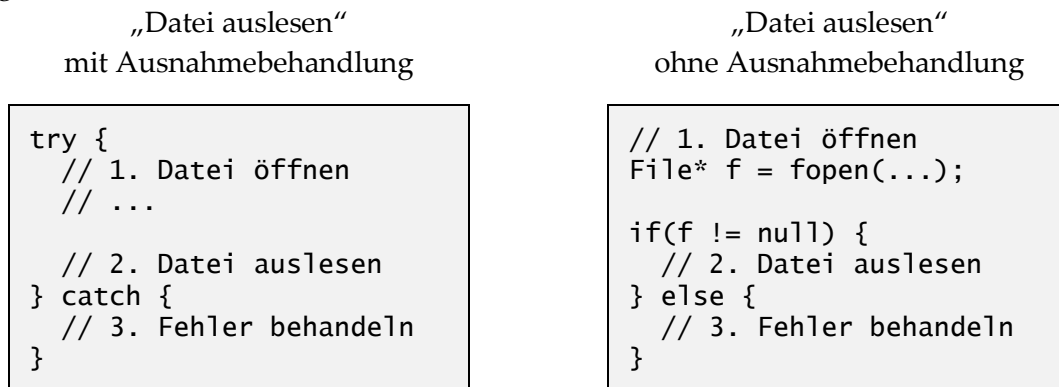 „Datei auslesen“
mit Ausnahmebehandlung
try {
// 1. Datei öffnen
// ...
// 2. Datei auslesen
} catch {
// 3. Fehler behandeln
}
„Datei auslesen“
ohne Ausnahmebehandlung
// 1. Datei öffnen
File* f = fopen(...);
if(f != null) {
// 2. Datei auslesen
} else {
// 3. Fehler behandeln
}